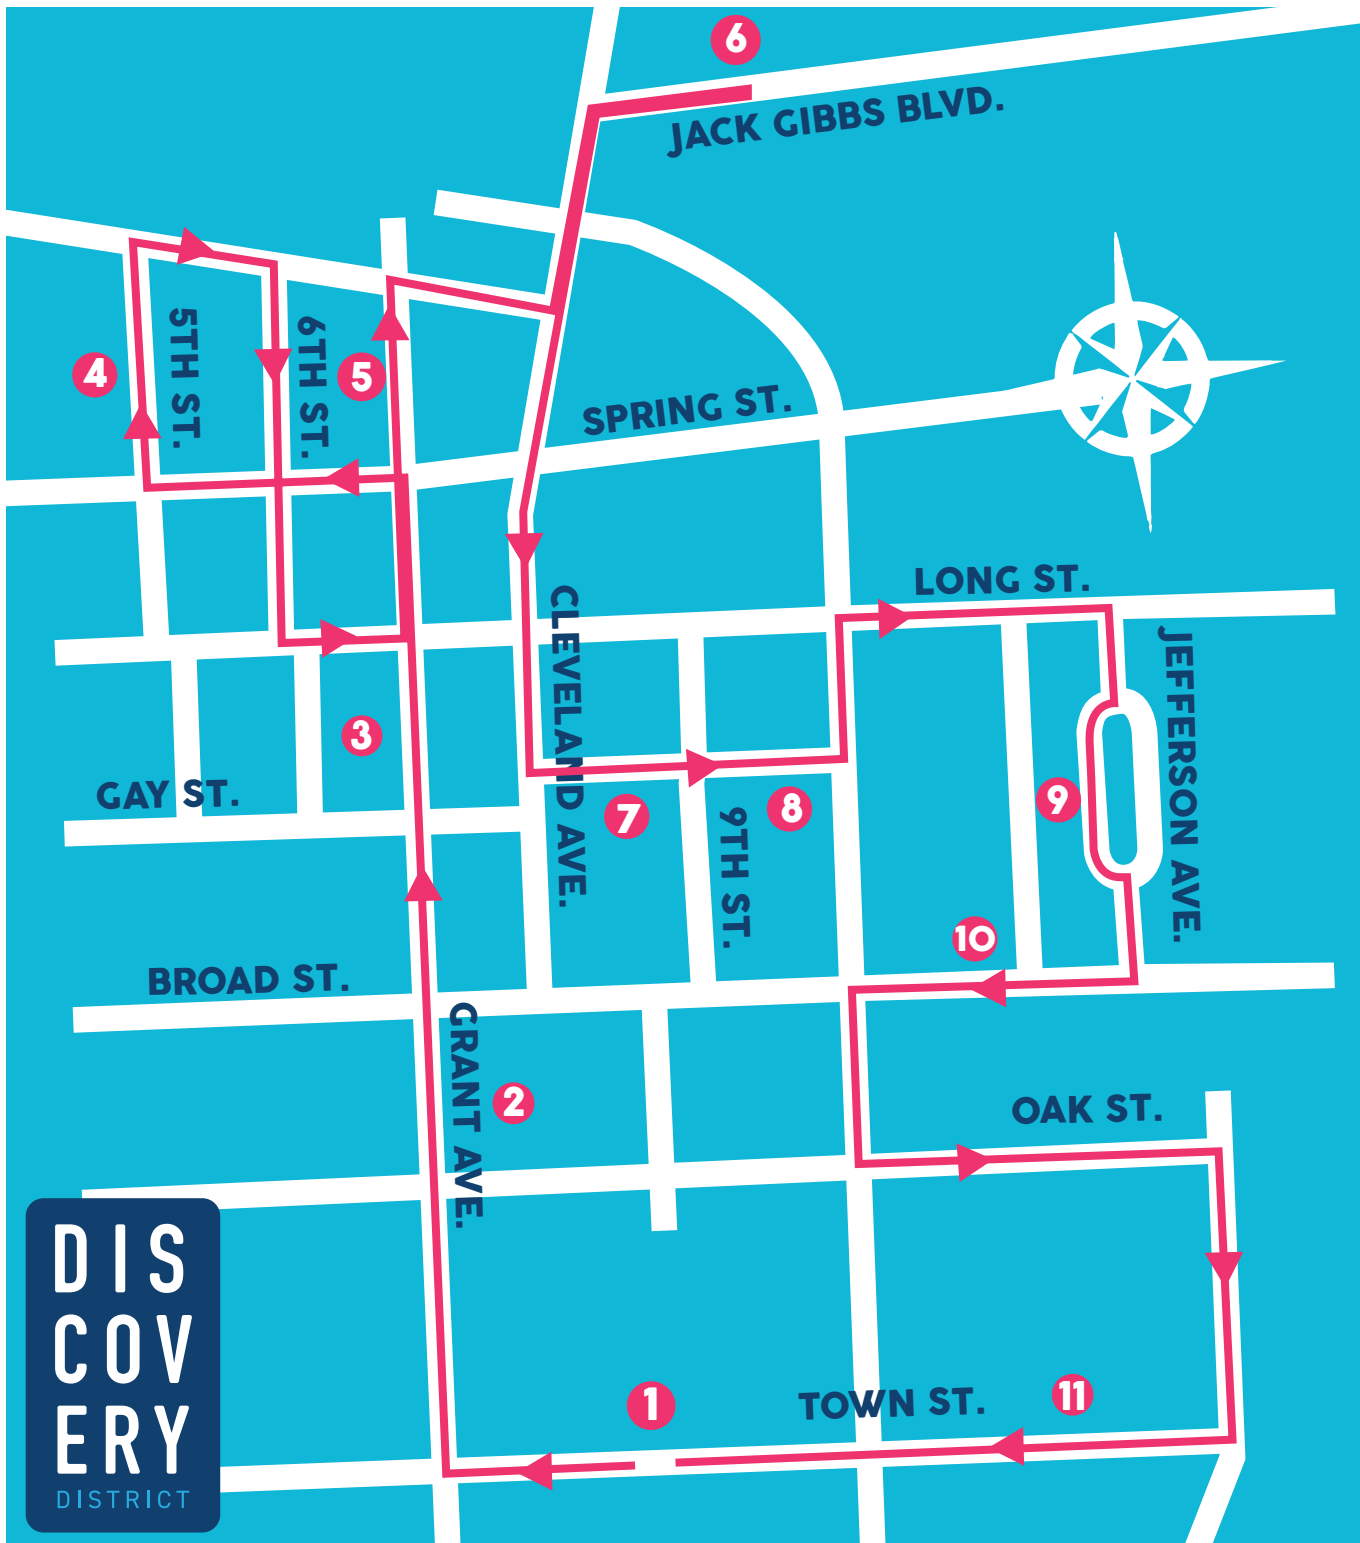 6
JACK GIBBS BLVD.
5TH ST.
6TH ST.
4
5
SPRING ST.
LONG ST.
CLEVELAND AVE.
JEFFERSON AVE.
3
GAY ST.
7
8
9
9TH ST.
10
BROAD ST.
GRANT AVE.
2
OAK ST.
DIS
COV
ERY
DISTRICT
1
TOWN ST.
11